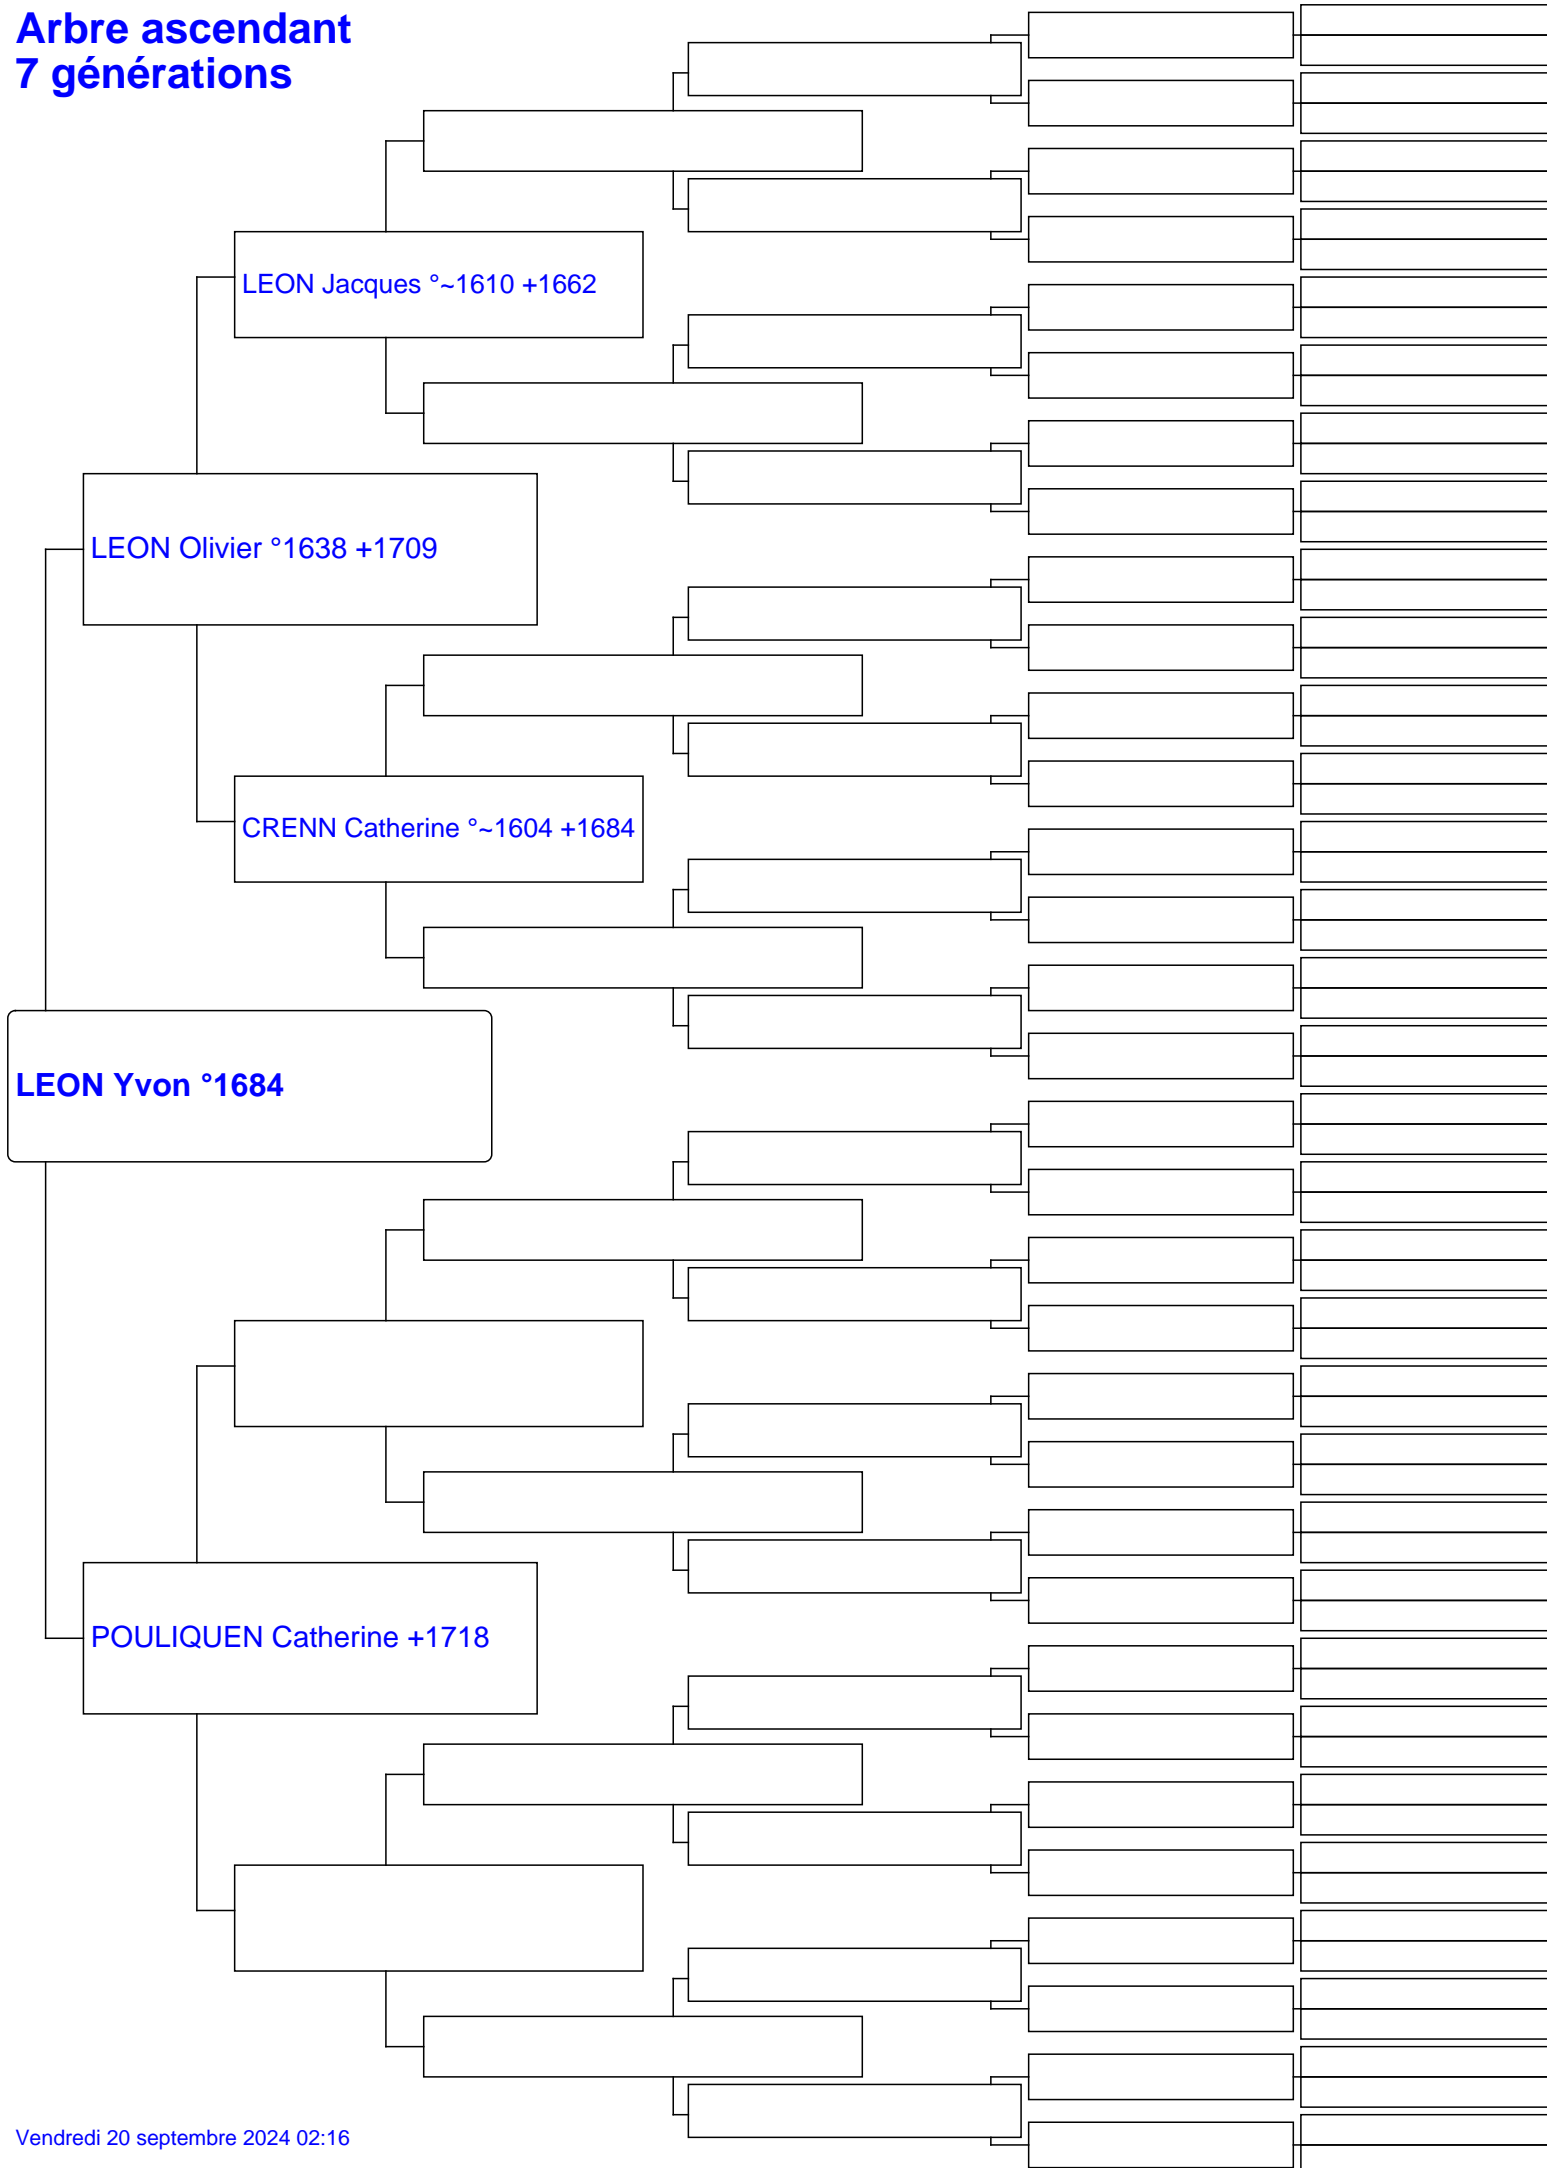 Arbre ascendant
7 générations
LEON Jacques °~1610 +1662
LEON Olivier °1638 +1709
CRENN Catherine °~1604 +1684
LEON Yvon °1684
POULIQUEN Catherine +1718
Vendredi 20 septembre 2024 02:16